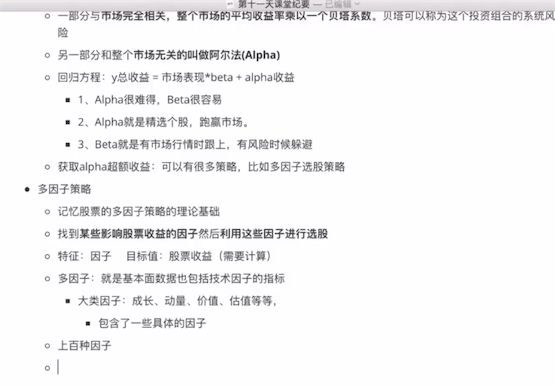 第十一天课堂纪要 — 已编辑
一部分与市场完全相关，整个市场的平均收益率乘以一个贝塔系数。贝塔可以称为这个投资组合的系统风
险
另一部分和整个市场无关的叫做阿尔法(Alpha)
回归方程：y总收益 = 市场表现*beta + alpha收益
1、Alpha很难得，Beta很容易
2、Alpha就是精选个股，跑赢市场。
3、Beta就是有市场行情时跟上，有风险时候躲避
获取alpha超额收益：可以有很多策略，比如多因子选股策略
多因子策略
记忆股票的多因子策略的理论基础
找到某些影响股票收益的因子然后利用这些因子进行选股
特征：因子 目标值：股票收益（需要计算）
多因子：就是基本面数据也包括技术因子的指标
大类因子：成长、动量、价值、估值等等，
包含了一些具体的因子
上百种因子